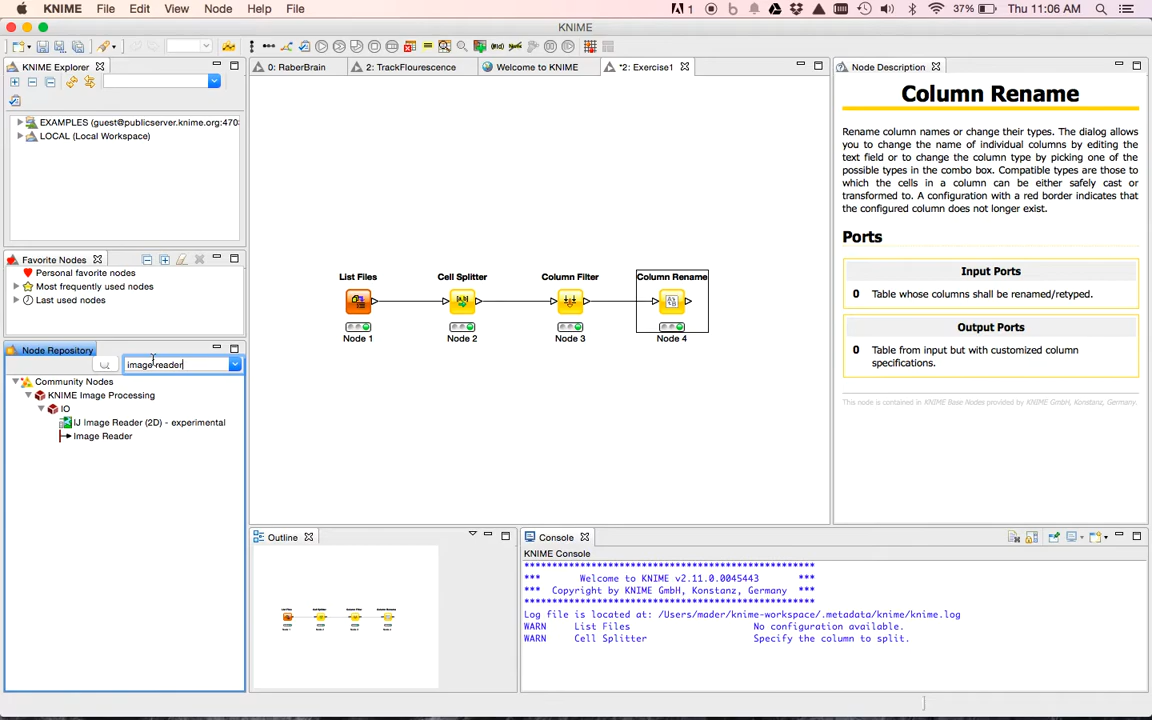 KNIME File Edit View Node Help File
1 37% Thu 11:06 AM
KNIME
KNIME Explorer
0: RaberBrain
2: TrackFlourescence
Welcome to KNIME
*2: Exercise1
Node Description
EXAMPLES (guest@publicserver.knime.org:470
LOCAL (Local Workspace)
Favorite Nodes
Personal favorite nodes
Most frequently used nodes
Last used nodes
Node Repository
image reader
Community Nodes
KNIME Image Processing
IO
IJ Image Reader (2D) - experimental
Image Reader
List Files
Cell Splitter
Column Filter
Column Rename
Node 1
Node 2
Node 3
Node 4
Column Rename
Rename column names or change their types. The dialog allows
you to change the name of individual columns by editing the
text field or to change the column type by picking one of the
possible types in the combo box. Compatible types are those to
which the cells in a column can be either safely cast or
transformed to. A configuration with a red border indicates that
the configured column does not longer exist.
Ports
Input Ports
0 Table whose columns shall be renamed/retyped.
Output Ports
0 Table from input but with customized column
specifications.
This node is contained in KNIME Base Nodes provided by KNIME GmbH, Konstanz, Germany.
Outline
Console
KNIME Console
***********************************************************
*** Welcome to KNIME v2.11.0.0045443 ***
*** Copyright by KNIME GmbH, Konstanz, Germany ***
***********************************************************
Log file is located at: /Users/mader/knime-workspace/.metadata/knime/knime.log
WARN List Files No configuration available.
WARN Cell Splitter Specify the column to split.